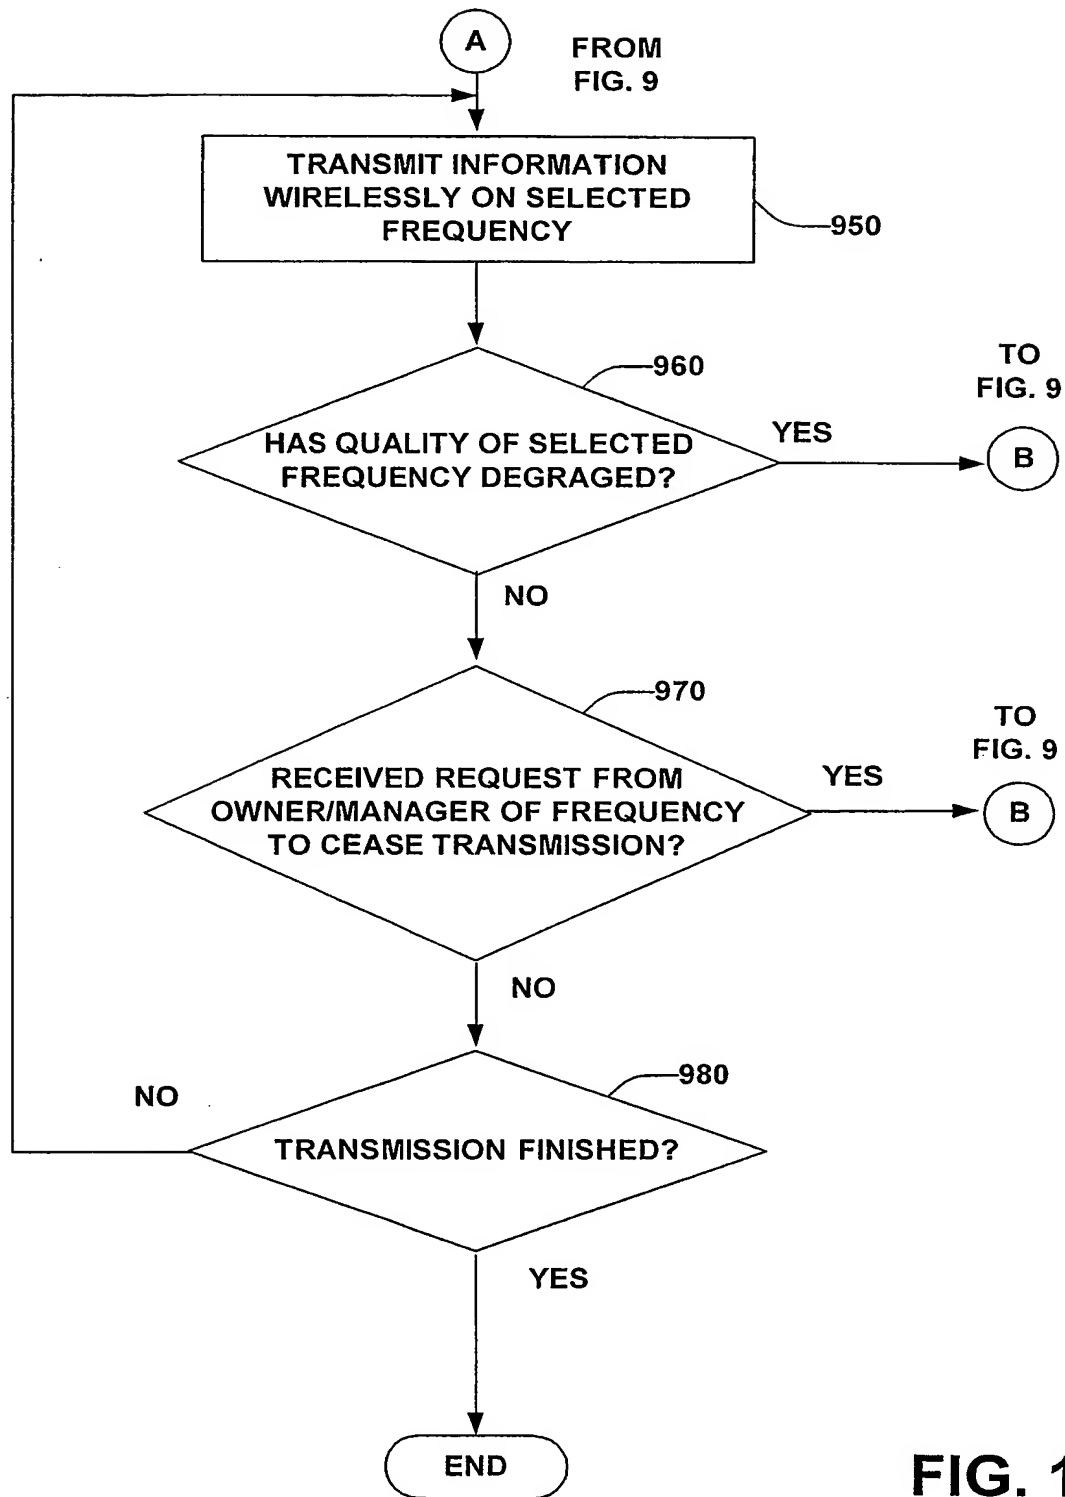 A
FROM
FIG. 9
TRANSMIT INFORMATION
WIRELESSLY ON SELECTED
FREQUENCY
950
960
TO
FIG. 9
HAS QUALITY OF SELECTED
FREQUENCY DEGRAGED?
YES
B
NO
970
TO
FIG. 9
RECEIVED REQUEST FROM
OWNER/MANAGER OF FREQUENCY
TO CEASE TRANSMISSION?
YES
B
NO
980
NO
TRANSMISSION FINISHED?
YES
END
FIG. 1